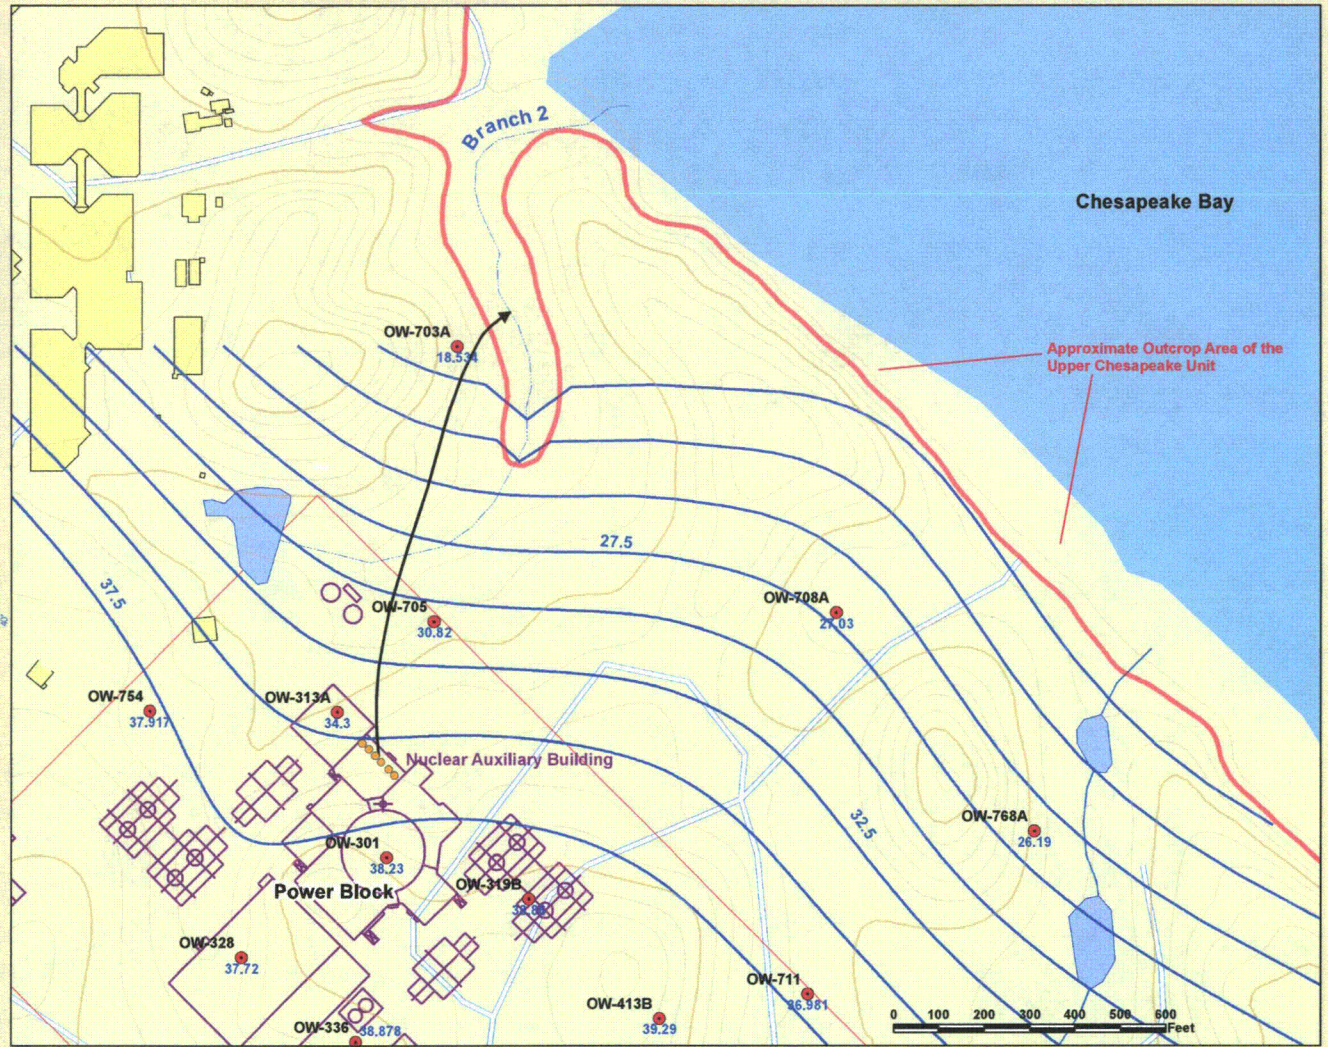 Branch 2
Chesapeake Bay
OW-703A
18.534
Approximate Outcrop Area of the
Upper Chesapeake Unit
27.5
37.5
40'
OW-705
30.82
OW-708A
27.03
OW-754
37.917
OW-313A
34.3
Nuclear Auxiliary Building
32.5
OW-768A
26.19
OW-301
38.23
Power Block
OW-319B
OW-328
37.72
OW-711
36.981
OW-413B
39.29
OW-336
38.878
0 100 200 300 400 500 600
Feet